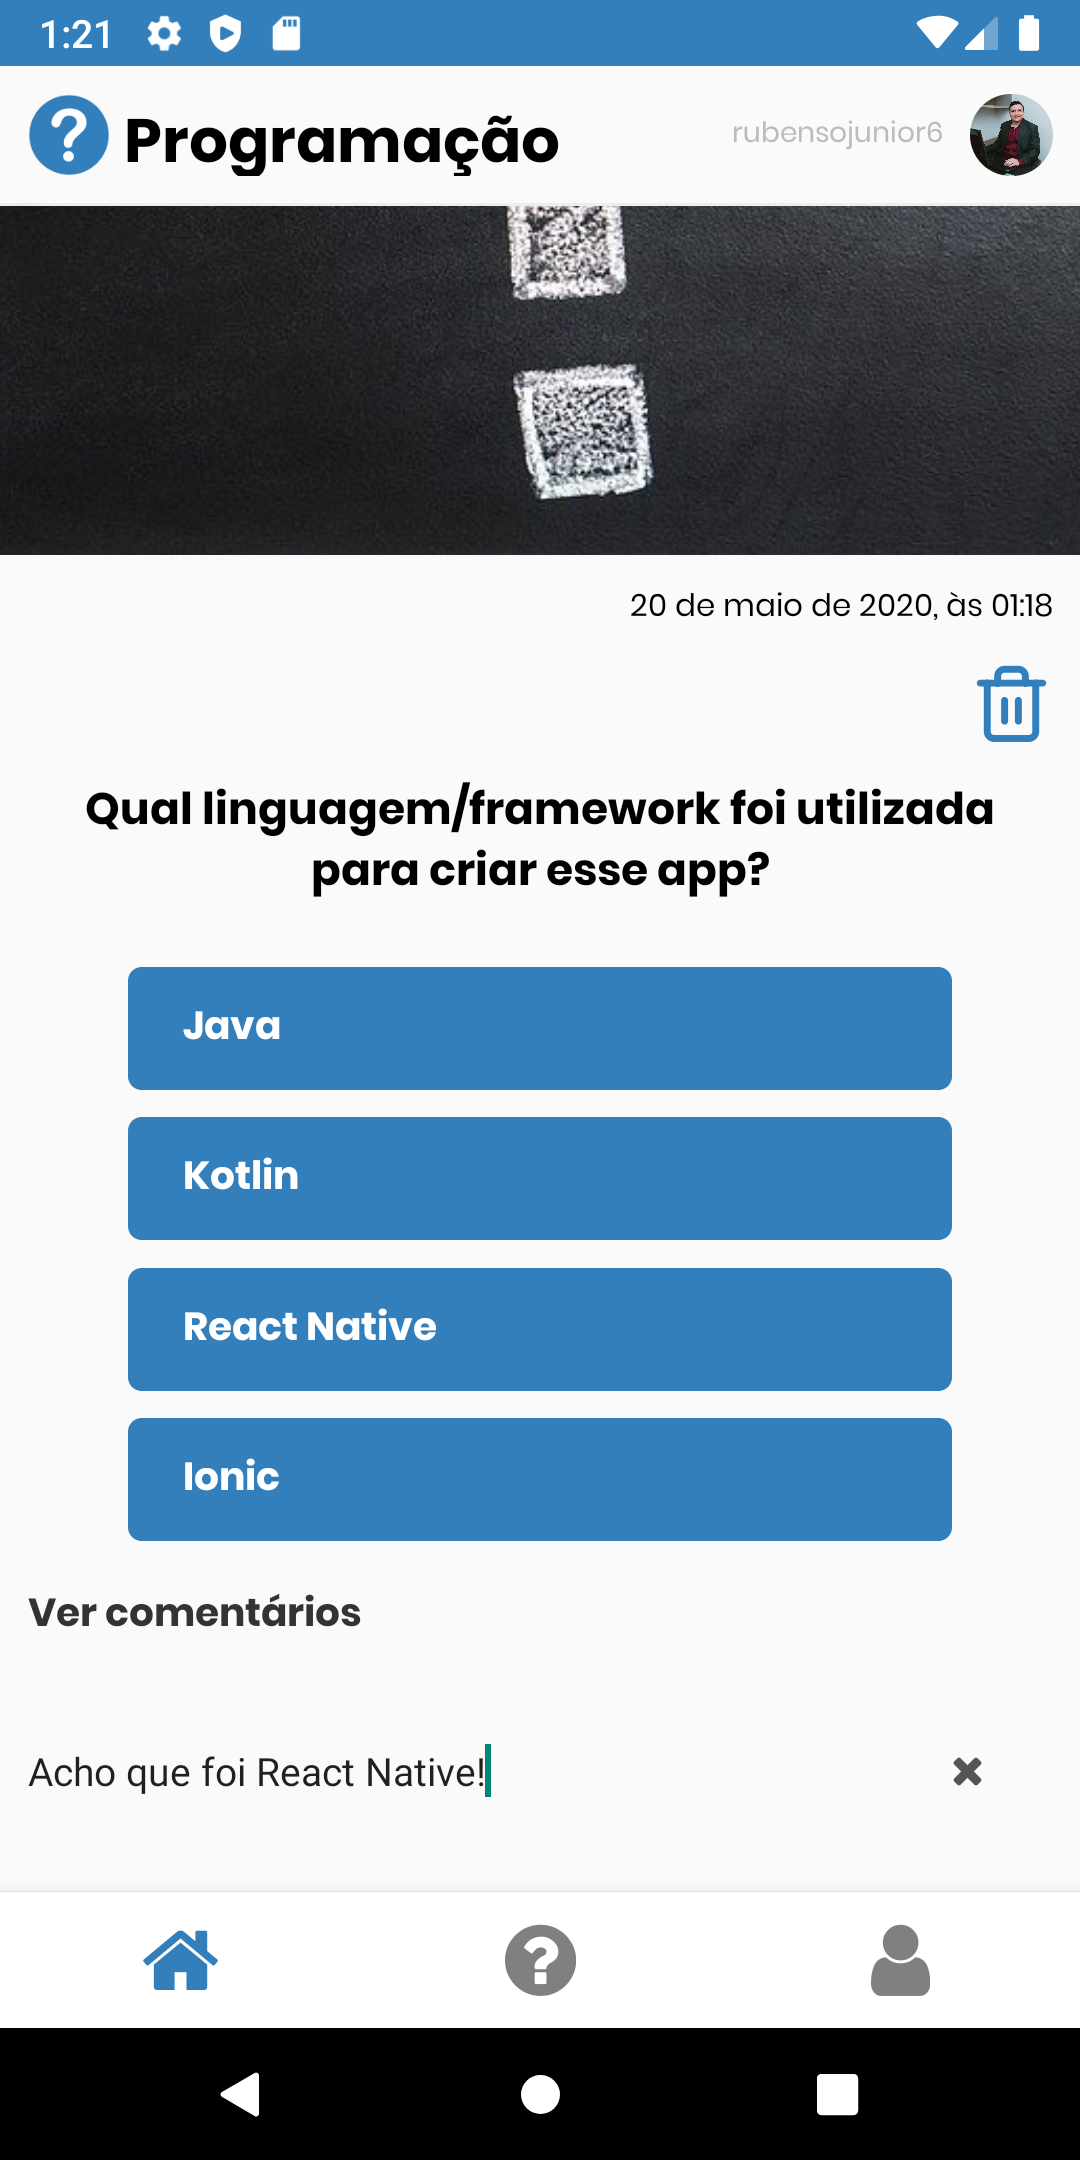 1:21
Programação
rubensojunior6
20 de maio de 2020, às 01:18
Qual linguagem/framework foi utilizada
para criar esse app?
Java
Kotlin
React Native
Ionic
Ver comentários
Acho que foi React Native!